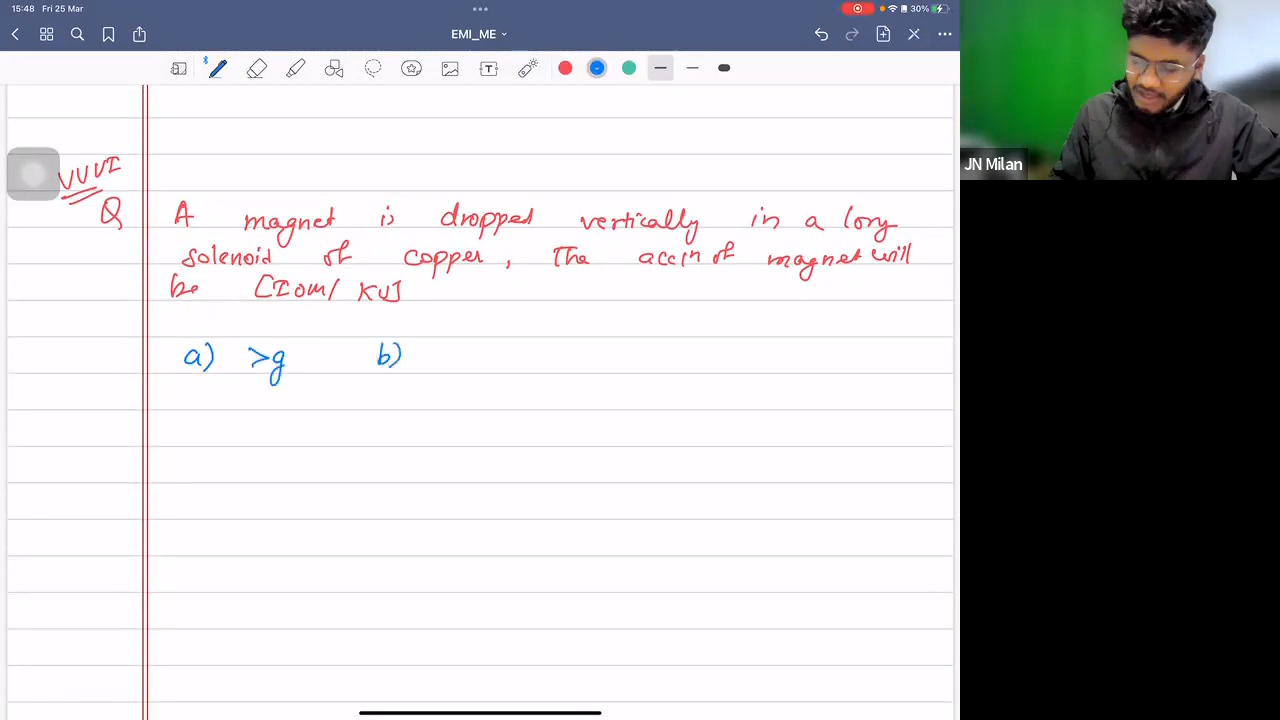 15:48 Fri 25 Mar
30%
EMI_ME
JN Milan
VVVI
Q A magnet is dropped vertically in a long
solenoid of copper, The accln of magnet will
be [IOM/KU]
a) >g b)